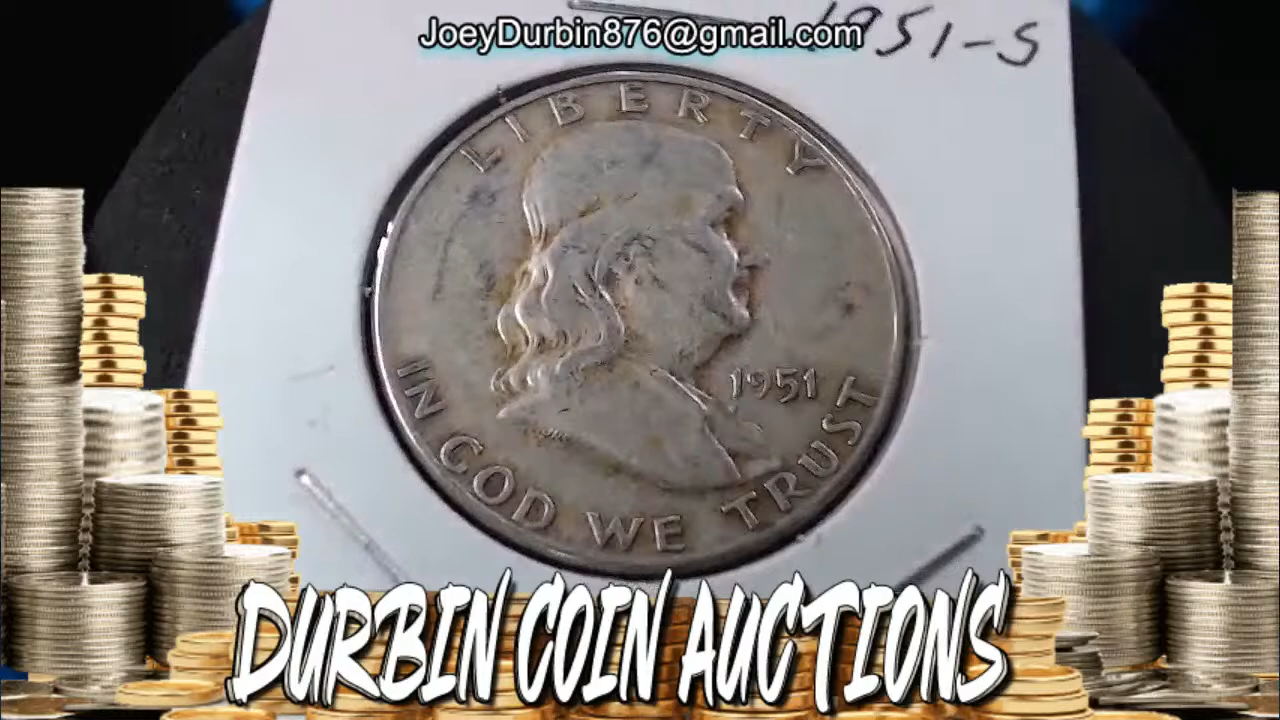 JoeyDurbin876@gmail.com
1951-S
LIBERTY
1951
IN GOD WE TRUST
DURBIN COIN AUCTIONS